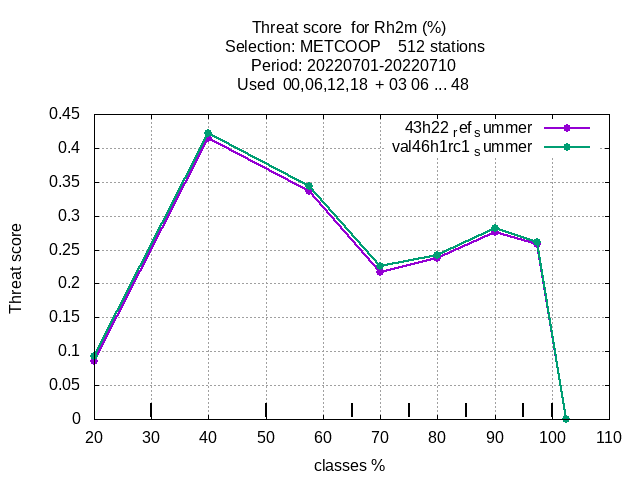 Threat score for Rh2m (%)
Selection: METCOOP 512 stations
Period: 20220701-20220710
Used 00,06,12,18 + 03 06 ... 48
43h22 ref summer
val46h1rc1 summer
Threat score
0.45
0.4
0.35
0.3
0.25
0.2
0.15
0.1
0.05
0
20 30 40 50 60 70 80 90 100 110
classes %